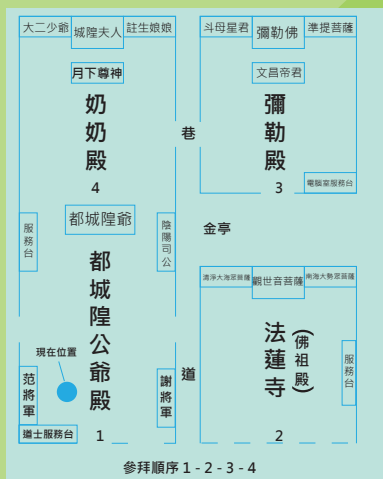 大二少爺
城隍夫人
註生娘娘
斗母星君
彌勒佛
準提菩薩
月下尊神
文昌帝君
奶奶殿
4
巷
彌勒殿
3
電腦室服務台
都城隍爺
服務台
陰陽司公
金亭
清淨大海眾菩薩
觀世音菩薩
南海大勢眾菩薩
都城隍公爺殿
1
現在位置
范將軍
謝將軍
道
法蓮寺
(佛祖殿)
2
服務台
道士服務台
參拜順序 1 - 2 - 3 - 4